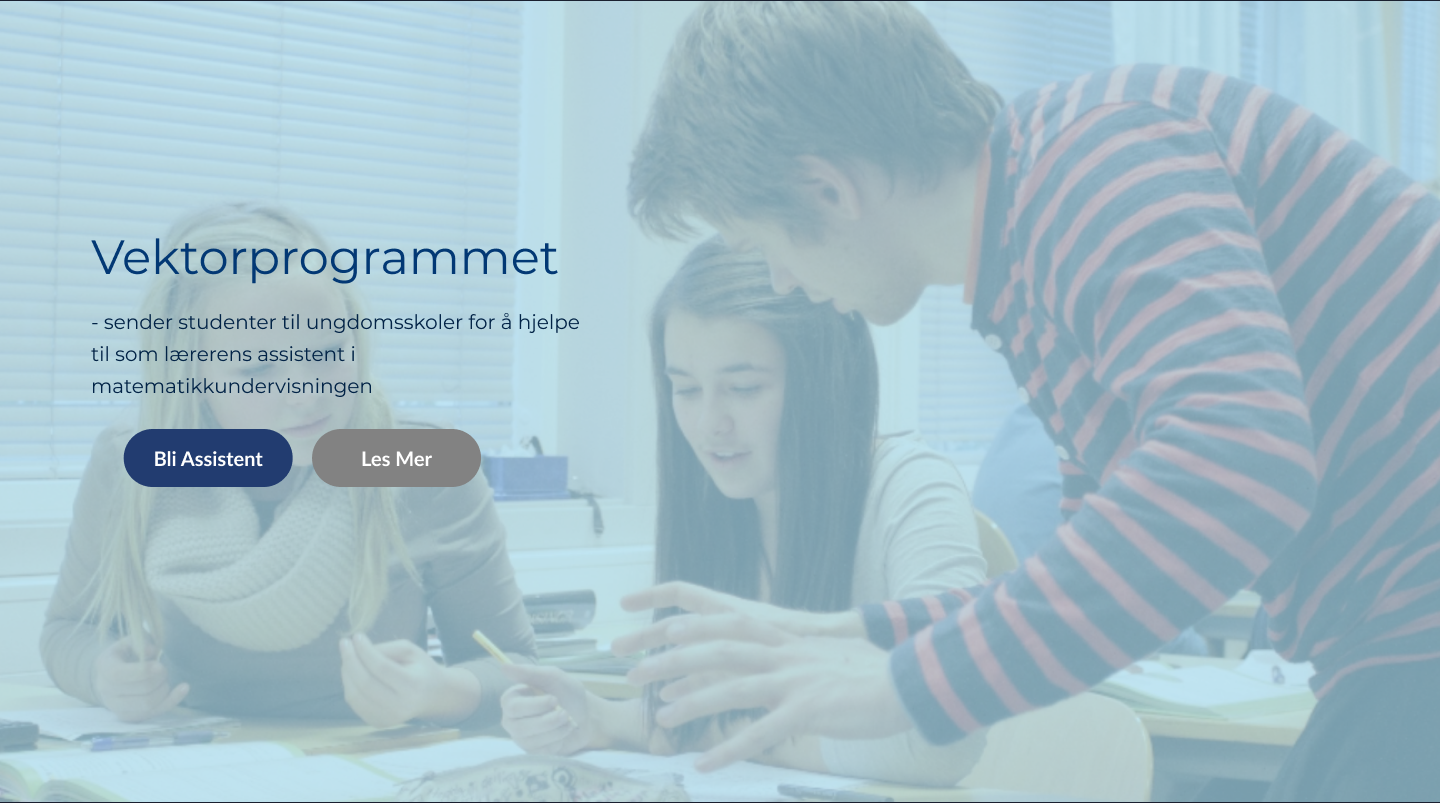 Vektorprogrammet
- sender studenter til ungdomsskoler for å hjelpe
til som lærerens assistent i
matematikkundervisningen
Bli Assistent
Les Mer